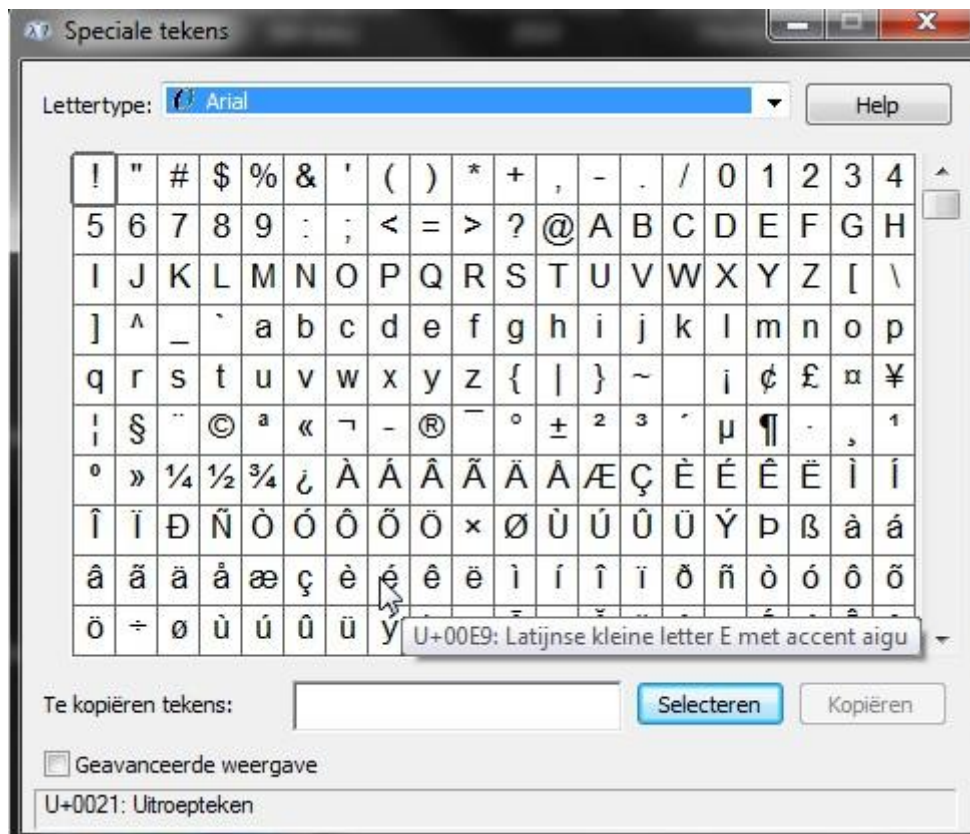 Speciale tekens
Lettertype: Arial Help
! " # $ % & ' ( ) * + , - . / 0 1 2 3 4
5 6 7 8 9 : ; < = > ? @ A B C D E F G H
I J K L M N O P Q R S T U V W X Y Z [ \
] ^ _ ` a b c d e f g h i j k l m n o p
q r s t u v w x y z { | } ~ ¡ ¢ £ ¤ ¥
¦ § ¨ © ª « ¬ - ® ¯ ° ± ² ³ ´ µ ¶ · ¸ ¹
º » ¼ ½ ¾ ¿ À Á Â Ã Ä Å Æ Ç È É Ê Ë Ì Í
Î Ï Ð Ñ Ò Ó Ô Õ Ö × Ø Ù Ú Û Ü Ý Þ ß à á
â ã ä å æ ç è é ê ë ì í î ï ð ñ ò ó ô õ
ö ÷ ø ù ú û ü ý
U+00E9: Latijnse kleine letter E met accent aigu
Te kopiëren tekens: Selecteren Kopiëren
Geavanceerde weergave
U+0021: Uitroepteken